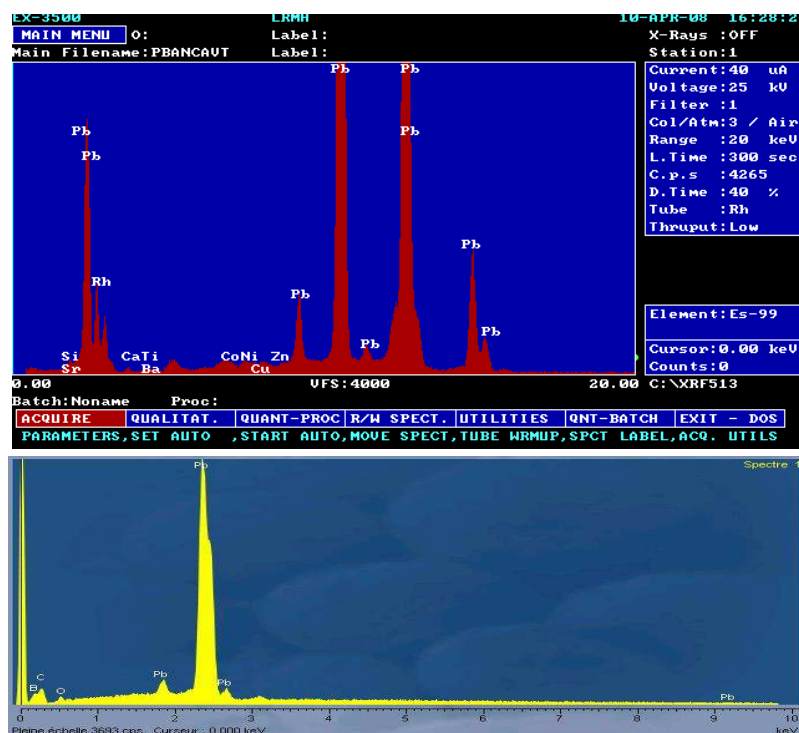 EX-3500 LRMH 10-APR-08 16:28:2
MAIN MENU O: Label: X-Rays :OFF
Main Filename:PBANCAVT Label: Station:1
Current:40 uA
Voltage:25 kV
Filter :1
Col/Atm:3 / Air
Range :20 keV
L.Time :300 sec
C.p.s :4265
D.Time :40 %
Tube :Rh
Thruput:Low
Pb Pb
Pb Pb
Pb
Pb
Rh
Pb
Pb Pb
Si CaTi CoNi Zn
Sr Ba Cu
Element:Es-99
Cursor:0.00 keV
Counts:0
0.00 VFS:4000 20.00 C:\XRF513
Batch:Noname Proc:
ACQUIRE QUALITAT. QUANT-PROC R/W SPECT. UTILITIES QNT-BATCH EXIT - DOS
PARAMETERS,SET AUTO ,START AUTO,MOVE SPECT,TUBE WRMUP,SPCT LABEL,ACQ. UTILS
Pb Spectre 1
C Pb
B O Pb Pb
0 1 2 3 4 5 6 7 8 9 10
Pleine échelle 3693 cps Curseur : 0.000 keV keV